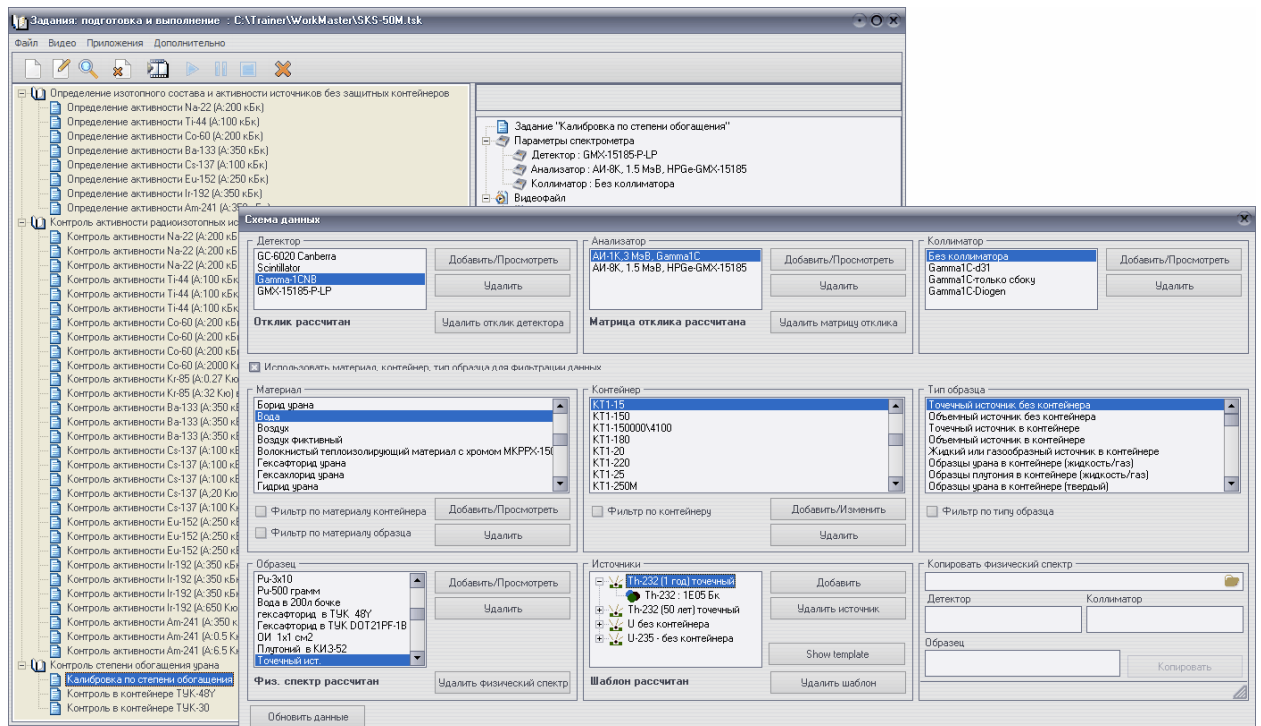 Задания: подготовка и выполнение : C:\Trainer\WorkMaster\SKS-50M.tsk
Файл Видео Приложения Дополнительно
Определение изотопного состава и активности источников без защитных контейнеров
Определение активности Na-22 (A:200 кБк)
Определение активности Ti-44 (A:100 кБк)
Определение активности Co-60 (A:200 кБк)
Определение активности Ba-133 (A:350 кБк)
Определение активности Cs-137 (A:100 кБк)
Определение активности Eu-152 (A:250 кБк)
Определение активности Ir-192 (A:350 кБк)
Определение активности Am-241 (A:350 кБк)
Контроль активности радиоизотопных ис
Контроль активности Na-22 (A:200 кБ
Контроль активности Na-22 (A:200 кБ
Контроль активности Na-22 (A:200 кБ
Контроль активности Ti-44 (A:100 кБк
Контроль активности Ti-44 (A:100 кБк
Контроль активности Ti-44 (A:100 кБк
Контроль активности Co-60 (A:200 кБк
Контроль активности Co-60 (A:200 кБк
Контроль активности Co-60 (A:200 кБк
Контроль активности Co-60 (A:2000 К
Контроль активности Kr-85 (A:0.27 Кю
Контроль активности Kr-85 (A:32 Кю) в
Контроль активности Ba-133 (A:350 кБ
Контроль активности Ba-133 (A:350 кБ
Контроль активности Ba-133 (A:350 кБ
Контроль активности Cs-137 (A:100 кБ
Контроль активности Cs-137 (A:100 кБ
Контроль активности Cs-137 (A:100 кБ
Контроль активности Cs-137 (A;20 Кю
Контроль активности Cs-137 (A:100 Кю
Контроль активности Eu-152 (A:250 кБ
Контроль активности Eu-152 (A:250 кБ
Контроль активности Eu-152 (A:250 кБ
Контроль активности Ir-192 (A:350 кБк
Контроль активности Ir-192 (A:350 кБк
Контроль активности Ir-192 (A:350 кБк
Контроль активности Ir-192 (A:650 Кю
Контроль активности Am-241 (A:350 к
Контроль активности Am-241 (A:0.5 К
Контроль активности Am-241 (A:6.5 К
Контроль степени обогащения урана
Калибровка по степени обогащения
Контроль в контейнере ТУК-48Y
Контроль в контейнере ТУК-30
Задание "Калибровка по степени обогащения"
Параметры спектрометра
Детектор : GMX-15185-P-LP
Анализатор : АИ-8К, 1.5 МэВ, HPGe-GMX-15185
Коллиматор : Без коллиматора
Видеофайл
Схема данных
Детектор
GC-6020 Canberra
Scintillator
Gamma-1CNB
GMX-15185-P-LP
Добавить/Просмотреть
Удалить
Отклик рассчитан
Удалить отклик детектора
Анализатор
АИ-1К,3 МэВ, Gamma1C
АИ-8К, 1.5 МэВ, HPGe-GMX-15185
Добавить/Просмотреть
Удалить
Матрица отклика рассчитана
Удалить матрицу отклика
Коллиматор
Без коллиматора
Gamma1C-d31
Gamma1C-только сбоку
Gamma1C-Diogen
Добавить/Просмотреть
Удалить
Использовать материал, контейнер, тип образца для фильтрации данных
Материал
Борид урана
Вода
Воздух
Воздух фиктивный
Волокнистый теплоизолирующий материал с хромом МКРРХ-150
Гексафторид урана
Гексахлорид урана
Гидрид урана
Фильтр по материалу контейнера
Добавить/Просмотреть
Фильтр по материалу образца
Удалить
Контейнер
КТ1-15
КТ1-150
КТ1-150000\4100
КТ1-180
КТ1-20
КТ1-220
КТ1-25
КТ1-250М
Фильтр по контейнеру
Добавить/Изменить
Удалить
Тип образца
Точечный источник без контейнера
Объемный источник без контейнера
Точечный источник в контейнере
Объемный источник в контейнере
Жидкий или газообразный источник в контейнере
Образцы урана в контейнере (жидкость/газ)
Образцы плутония в контейнере (жидкость/газ)
Образцы урана в контейнере (твердый)
Фильтр по типу образца
Образец
Pu-3x10
Pu-500 грамм
Вода в 200л бочке
гексафторид в ТУК 48Y
Гексафторид в ТУК DOT21PF-1B
ОИ 1x1 см2
Плутоний в КИЗ-52
Точечный ист.
Добавить/Просмотреть
Удалить
Физ. спектр рассчитан
Удалить физический спектр
Источники
Th-232 (1 год) точечный
Th-232 : 1E05 Бк
Th-232 (50 лет) точечный
U без контейнера
U-235 - без контейнера
Добавить
Удалить источник
Show template
Шаблон рассчитан
Удалить шаблон
Копировать физический спектр
Детектор
Коллиматор
Образец
Копировать
Обновить данные